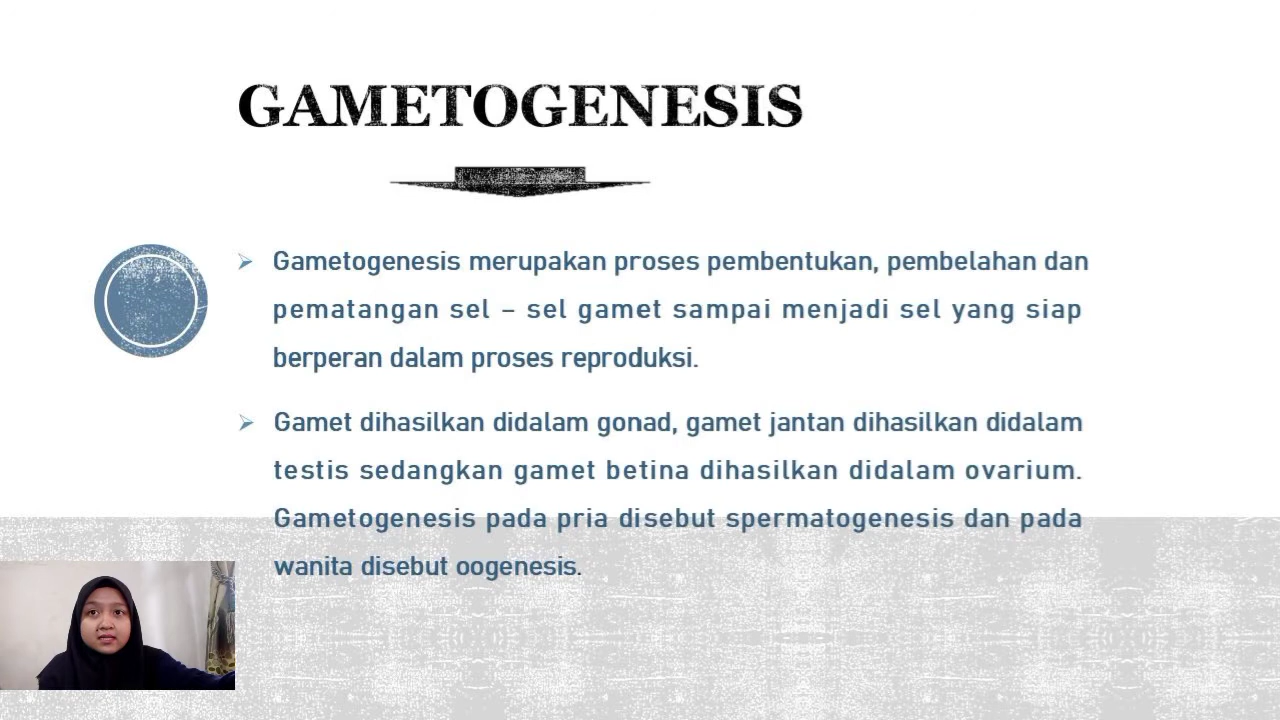 GAMETOGENESIS
Gametogenesis merupakan proses pembentukan, pembelahan dan
pematangan sel – sel gamet sampai menjadi sel yang siap
berperan dalam proses reproduksi.
Gamet dihasilkan didalam gonad, gamet jantan dihasilkan didalam
testis sedangkan gamet betina dihasilkan didalam ovarium.
Gametogenesis pada pria disebut spermatogenesis dan pada
wanita disebut oogenesis.